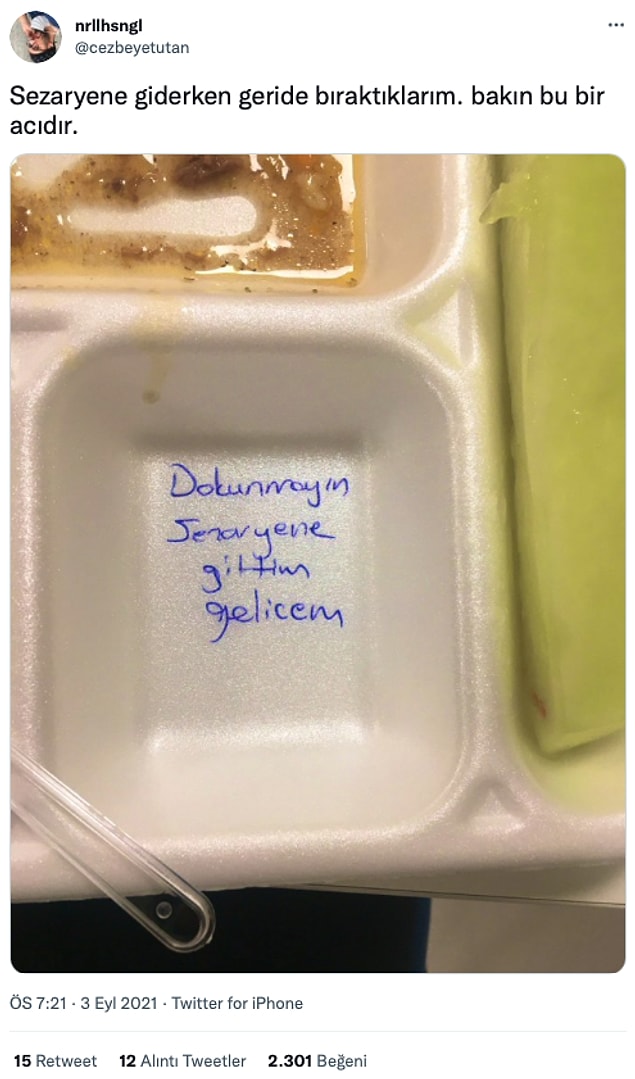 nrllhsngl
@cezbeyetutan
Sezaryene giderken geride bıraktıklarım. bakın bu bir
acıdır.
Dokunmayın
Sezaryene
gittim
gelicem
ÖS 7:21 · 3 Eyl 2021 · Twitter for iPhone
15 Retweet 12 Alıntı Tweetler 2.301 Beğeni